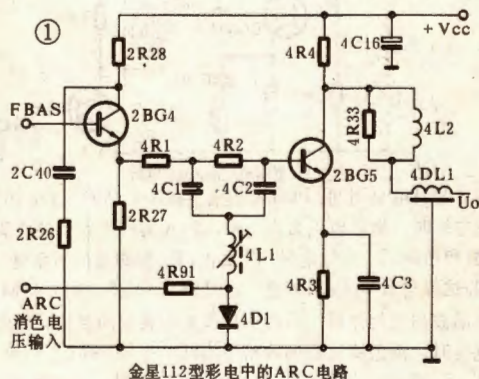 ①
+Vcc
2R28
4R4
4C16
FBAS
2BG4
4R33
4L2
4R1
4R2
2BG5
4DL1
2C40
4C1
4C2
Uo
2R27
2R26
4L1
4R91
4R3
4C3
ARC
消色电
压输入
4D1
金星112型彩电中的ARC电路